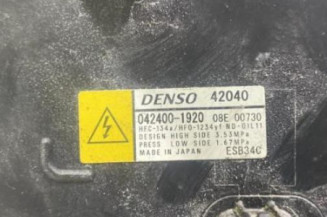 DENSO 42040
042400-1920 08E 00730
HFC-134a/HFO-1234yf ND-OIL11
DESIGN HIGH SIDE 3.53MPa
PRESS LOW SIDE 1.67MPa
MADE IN JAPAN ESB34C